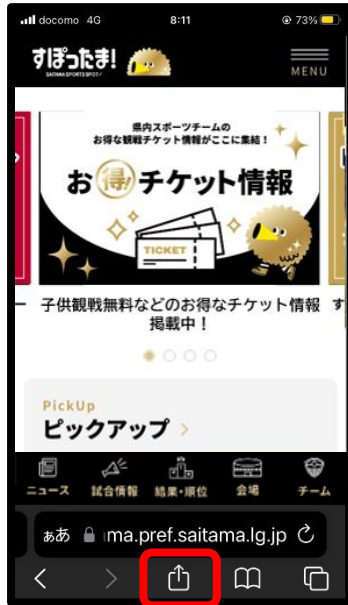 docomo 4G 8:11 73%
すぽったま!
SAITAMA SPORTS SPOT!
MENU
県内スポーツチームの
お得な観戦チケット情報がここに集結！
お得!チケット情報
TICKET
子供観戦無料などのお得なチケット情報
掲載中！
す
PickUp
ピックアップ >
ニュース 試合情報 結果・順位 会場 チーム
ぁあ ma.pref.saitama.lg.jp